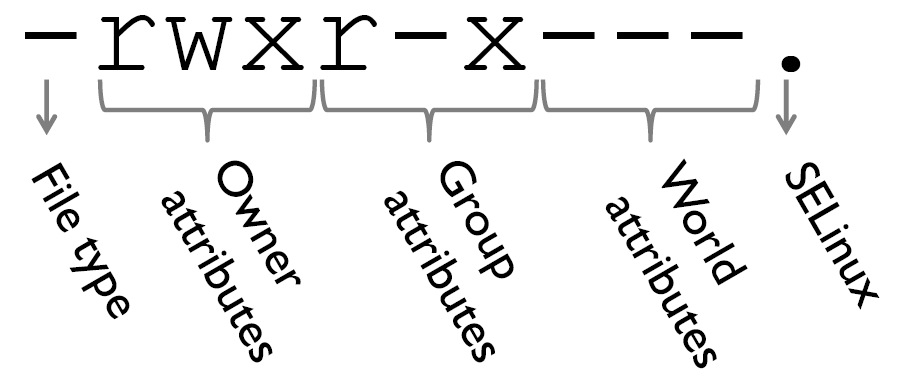 -rwxr-x---.
File type
Owner
attributes
Group
attributes
World
attributes
SELinux